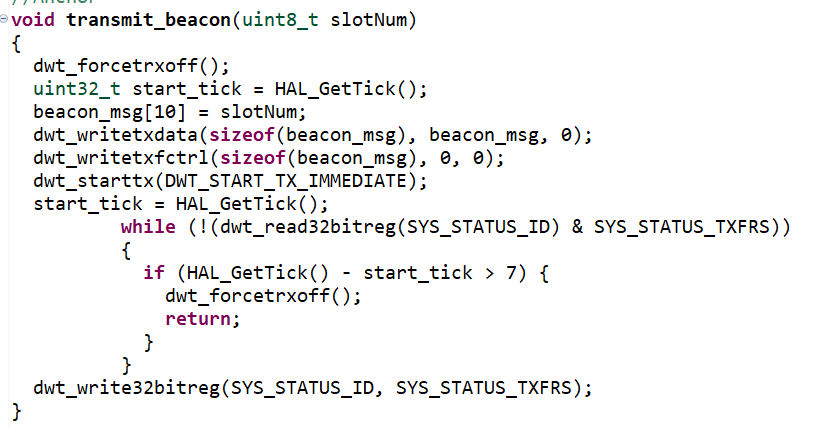 //Anchor
void transmit_beacon(uint8_t slotNum)
{
  dwt_forcetrxoff();
  uint32_t start_tick = HAL_GetTick();
  beacon_msg[10] = slotNum;
  dwt_writetxdata(sizeof(beacon_msg), beacon_msg, 0);
  dwt_writetxfctrl(sizeof(beacon_msg), 0, 0);
  dwt_starttx(DWT_START_TX_IMMEDIATE);
  start_tick = HAL_GetTick();
          while (!(dwt_read32bitreg(SYS_STATUS_ID) & SYS_STATUS_TXFRS))
          {
            if (HAL_GetTick() - start_tick > 7) {
              dwt_forcetrxoff();
              return;
            }
          }
  dwt_write32bitreg(SYS_STATUS_ID, SYS_STATUS_TXFRS);
}